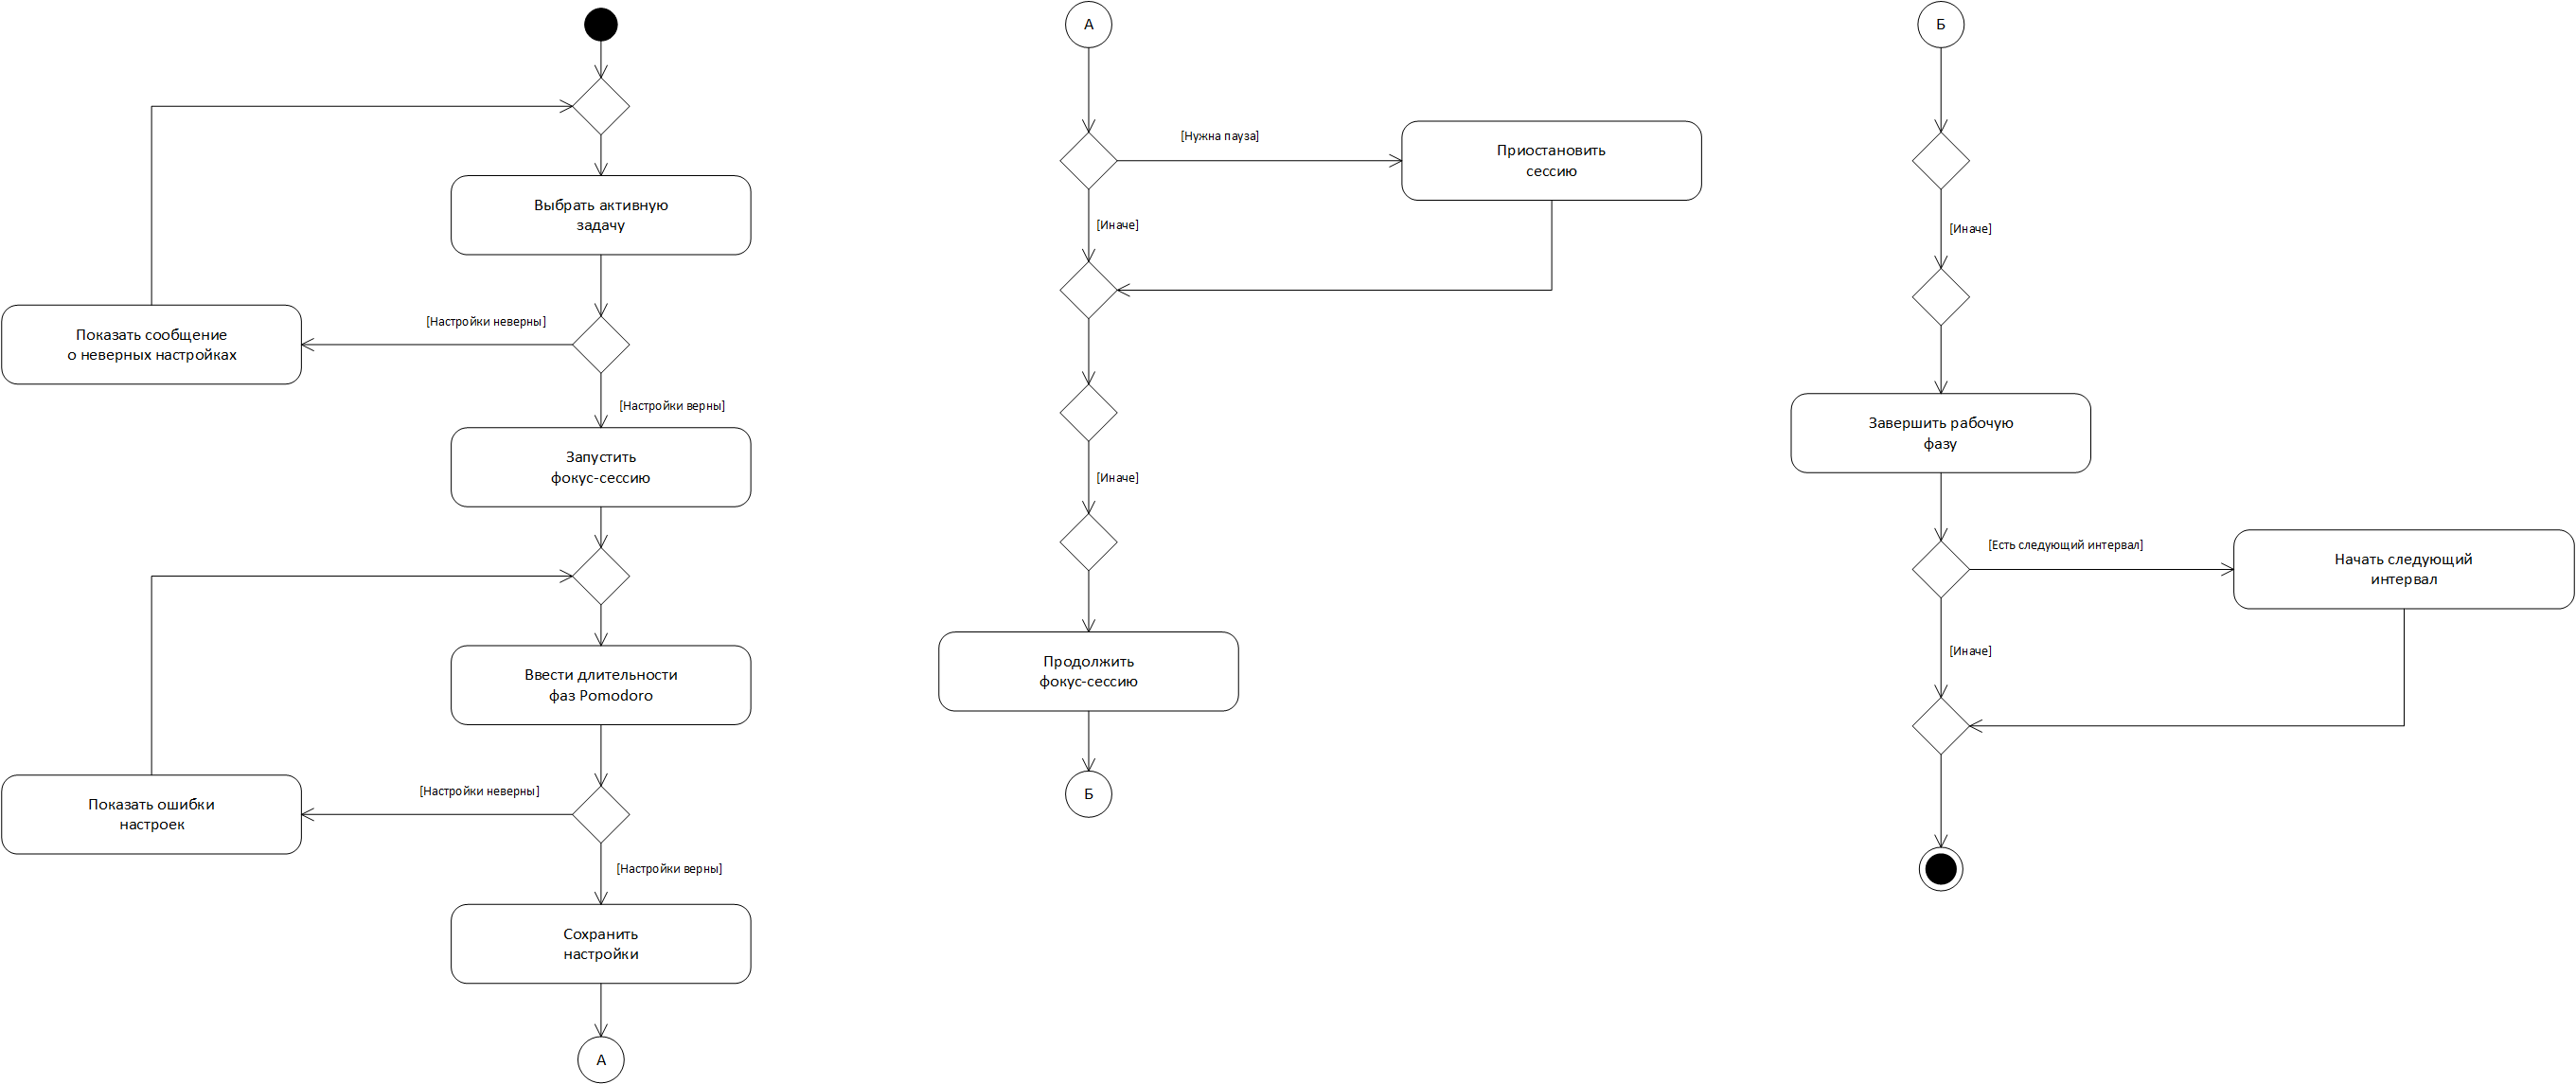 Выбрать активную
задачу
[Настройки неверны]
Показать сообщение
о неверных настройках
[Настройки верны]
Запустить
фокус-сессию
Ввести длительности
фаз Pomodoro
[Настройки неверны]
Показать ошибки
настроек
[Настройки верны]
Сохранить
настройки
А
А
[Нужна пауза]
Приостановить
сессию
[Иначе]
[Иначе]
Продолжить
фокус-сессию
Б
Б
[Иначе]
Завершить рабочую
фазу
[Есть следующий интервал]
Начать следующий
интервал
[Иначе]